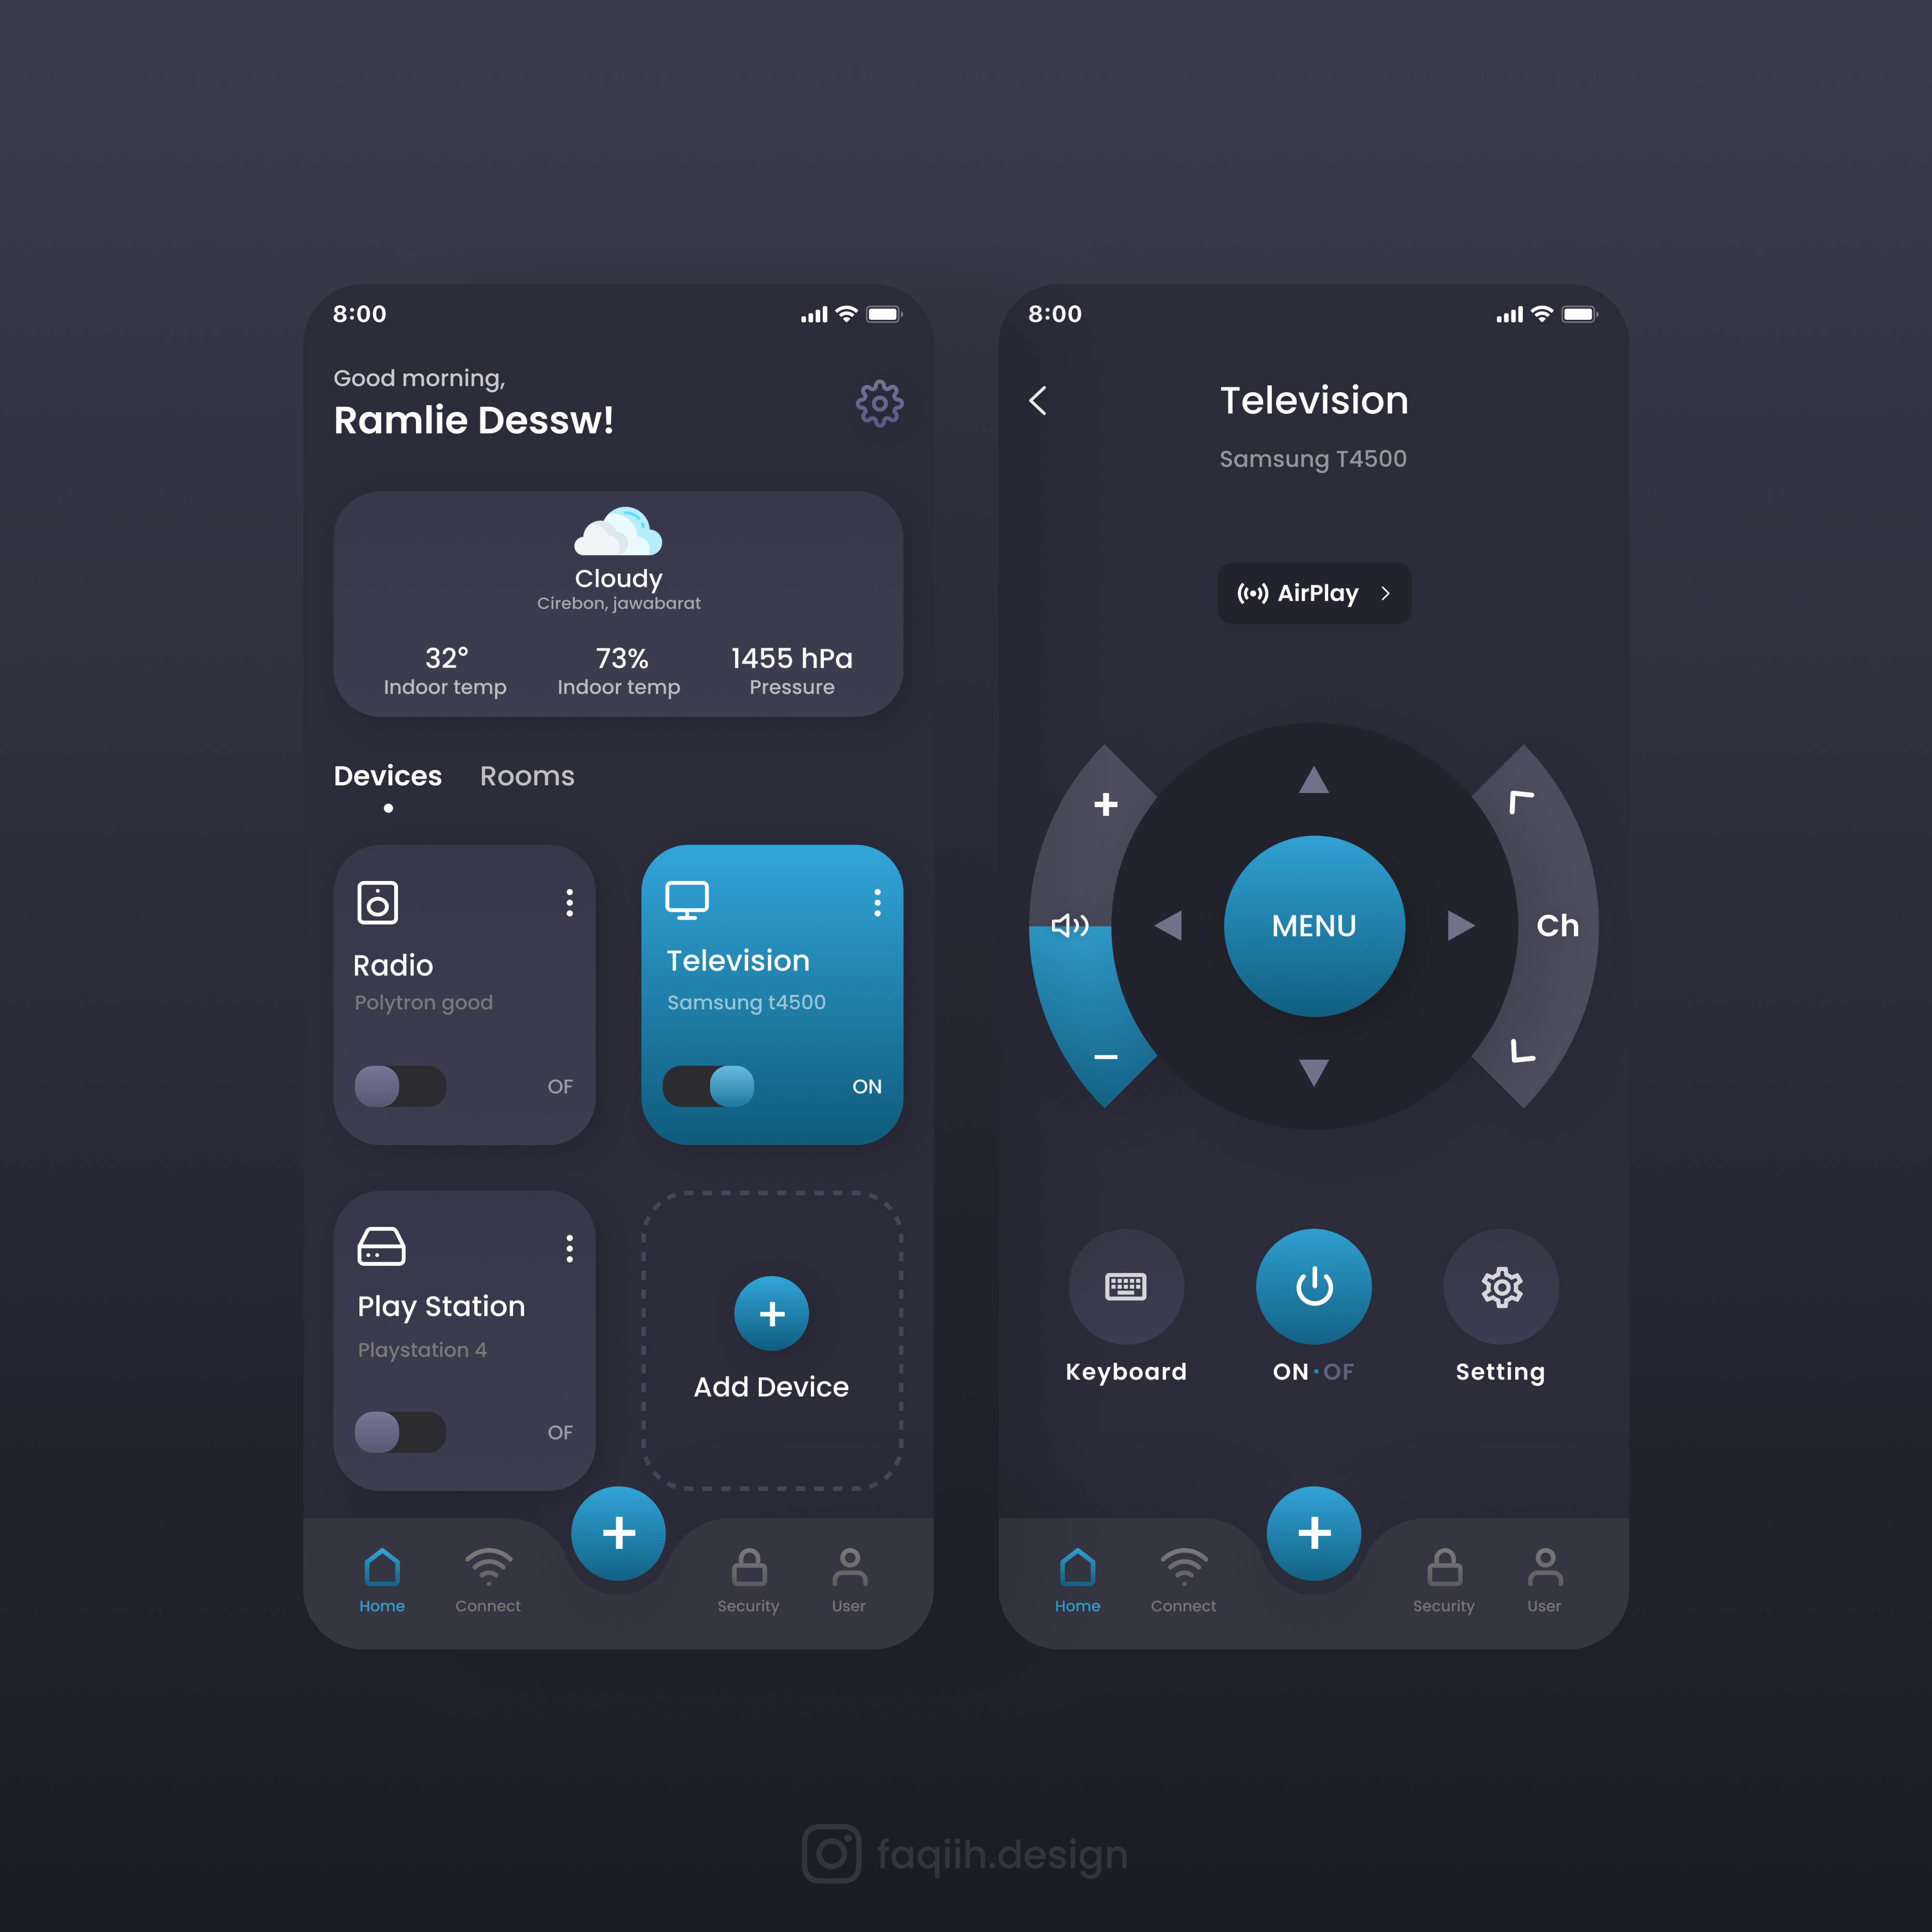 8:00
Good morning,
Ramlie Dessw!
Cloudy
Cirebon, jawabarat
32° 73% 1455 hPa
Indoor temp Indoor temp Pressure
Devices Rooms
Radio
Polytron good
OF
Television
Samsung t4500
ON
Play Station
Playstation 4
OF
+
Add Device
+
Home Connect Security User
8:00
Television
Samsung T4500
AirPlay
+
MENU
Ch
−
Keyboard ON·OF Setting
+
Home Connect Security User
faqiih.design